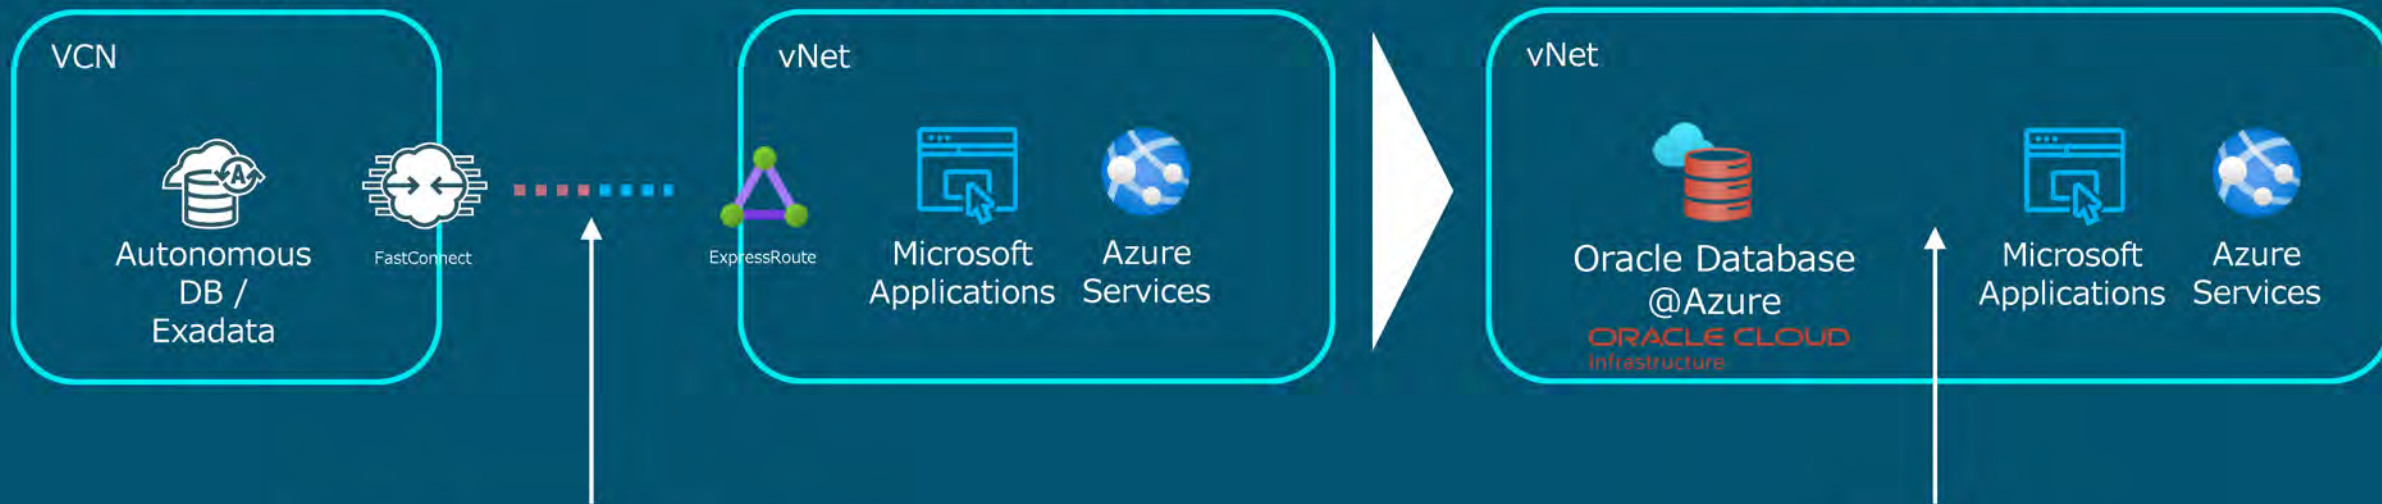 VCN
Autonomous
DB /
Exadata
FastConnect
vNet
ExpressRoute
Microsoft
Applications
Azure
Services
vNet
Oracle Database
@Azure
ORACLE CLOUD
Infrastructure
Microsoft
Applications
Azure
Services